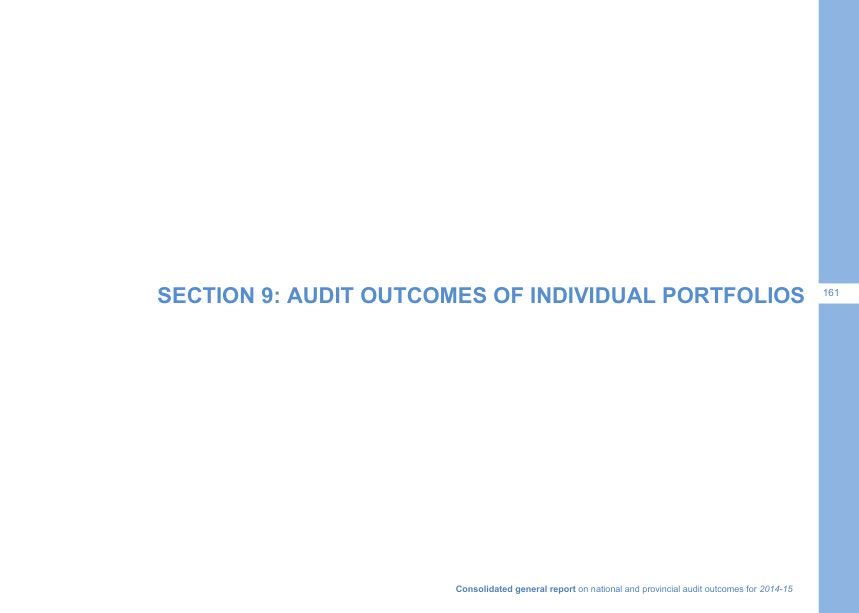 SECTION 9: AUDIT OUTCOMES OF INDIVIDUAL PORTFOLIOS
161
Consolidated general report on national and provincial audit outcomes for 2014-15